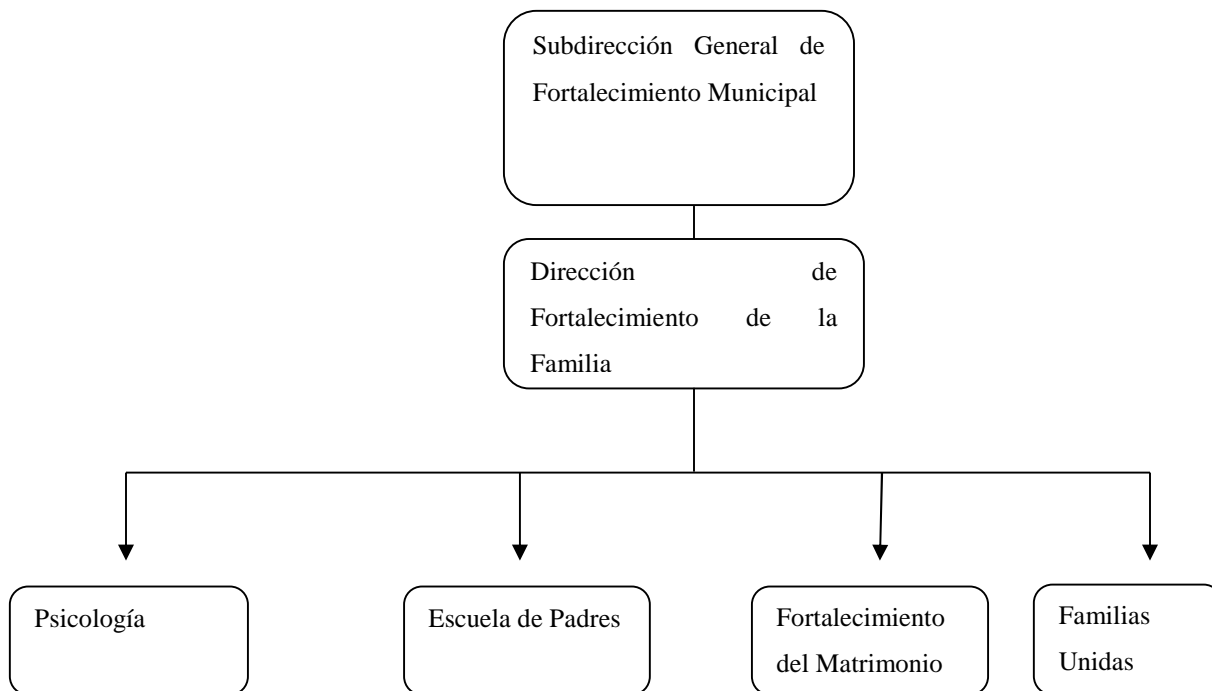 Subdirección General de
Fortalecimiento Municipal
Dirección de
Fortalecimiento de la
Familia
Psicología
Escuela de Padres
Fortalecimiento
del Matrimonio
Familias
Unidas